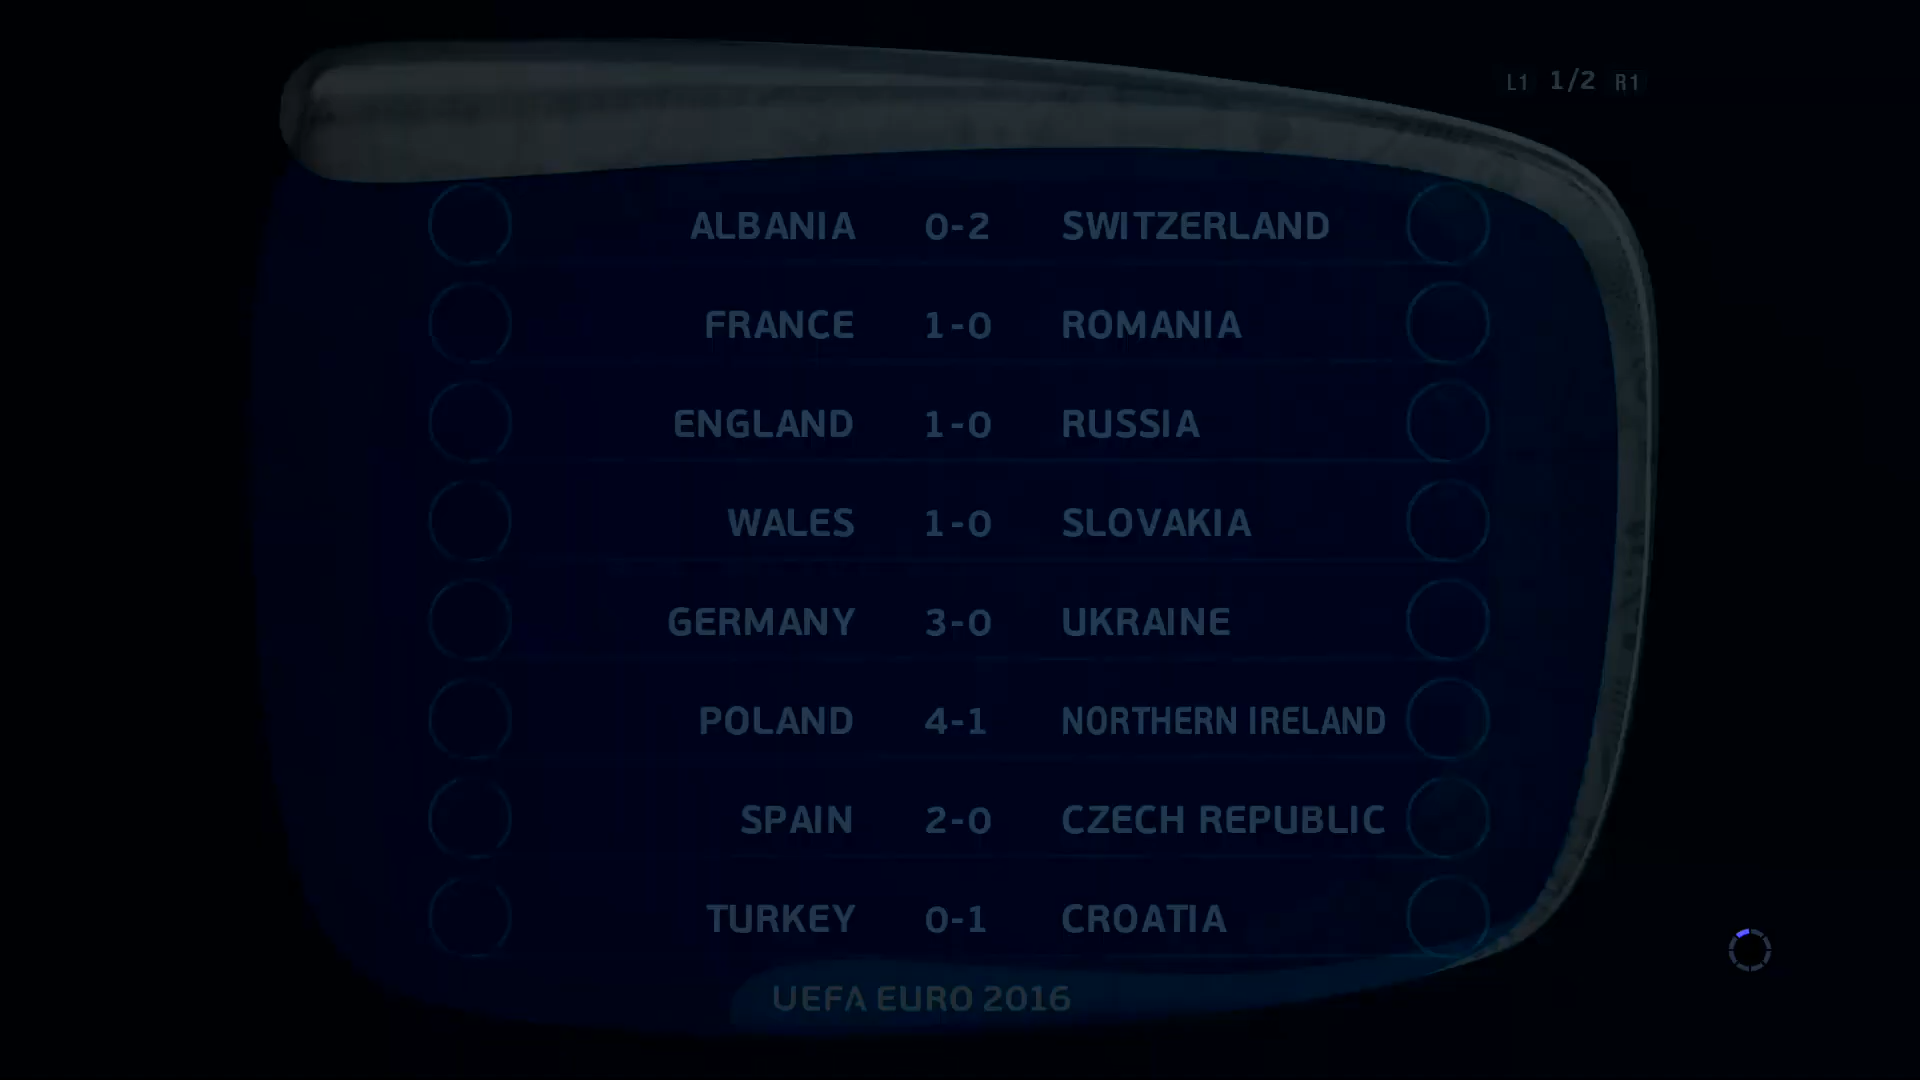 L1 1/2 R1
ALBANIA 0-2 SWITZERLAND
FRANCE 1-0 ROMANIA
ENGLAND 1-0 RUSSIA
WALES 1-0 SLOVAKIA
GERMANY 3-0 UKRAINE
POLAND 4-1 NORTHERN IRELAND
SPAIN 2-0 CZECH REPUBLIC
TURKEY 0-1 CROATIA
UEFA EURO 2016